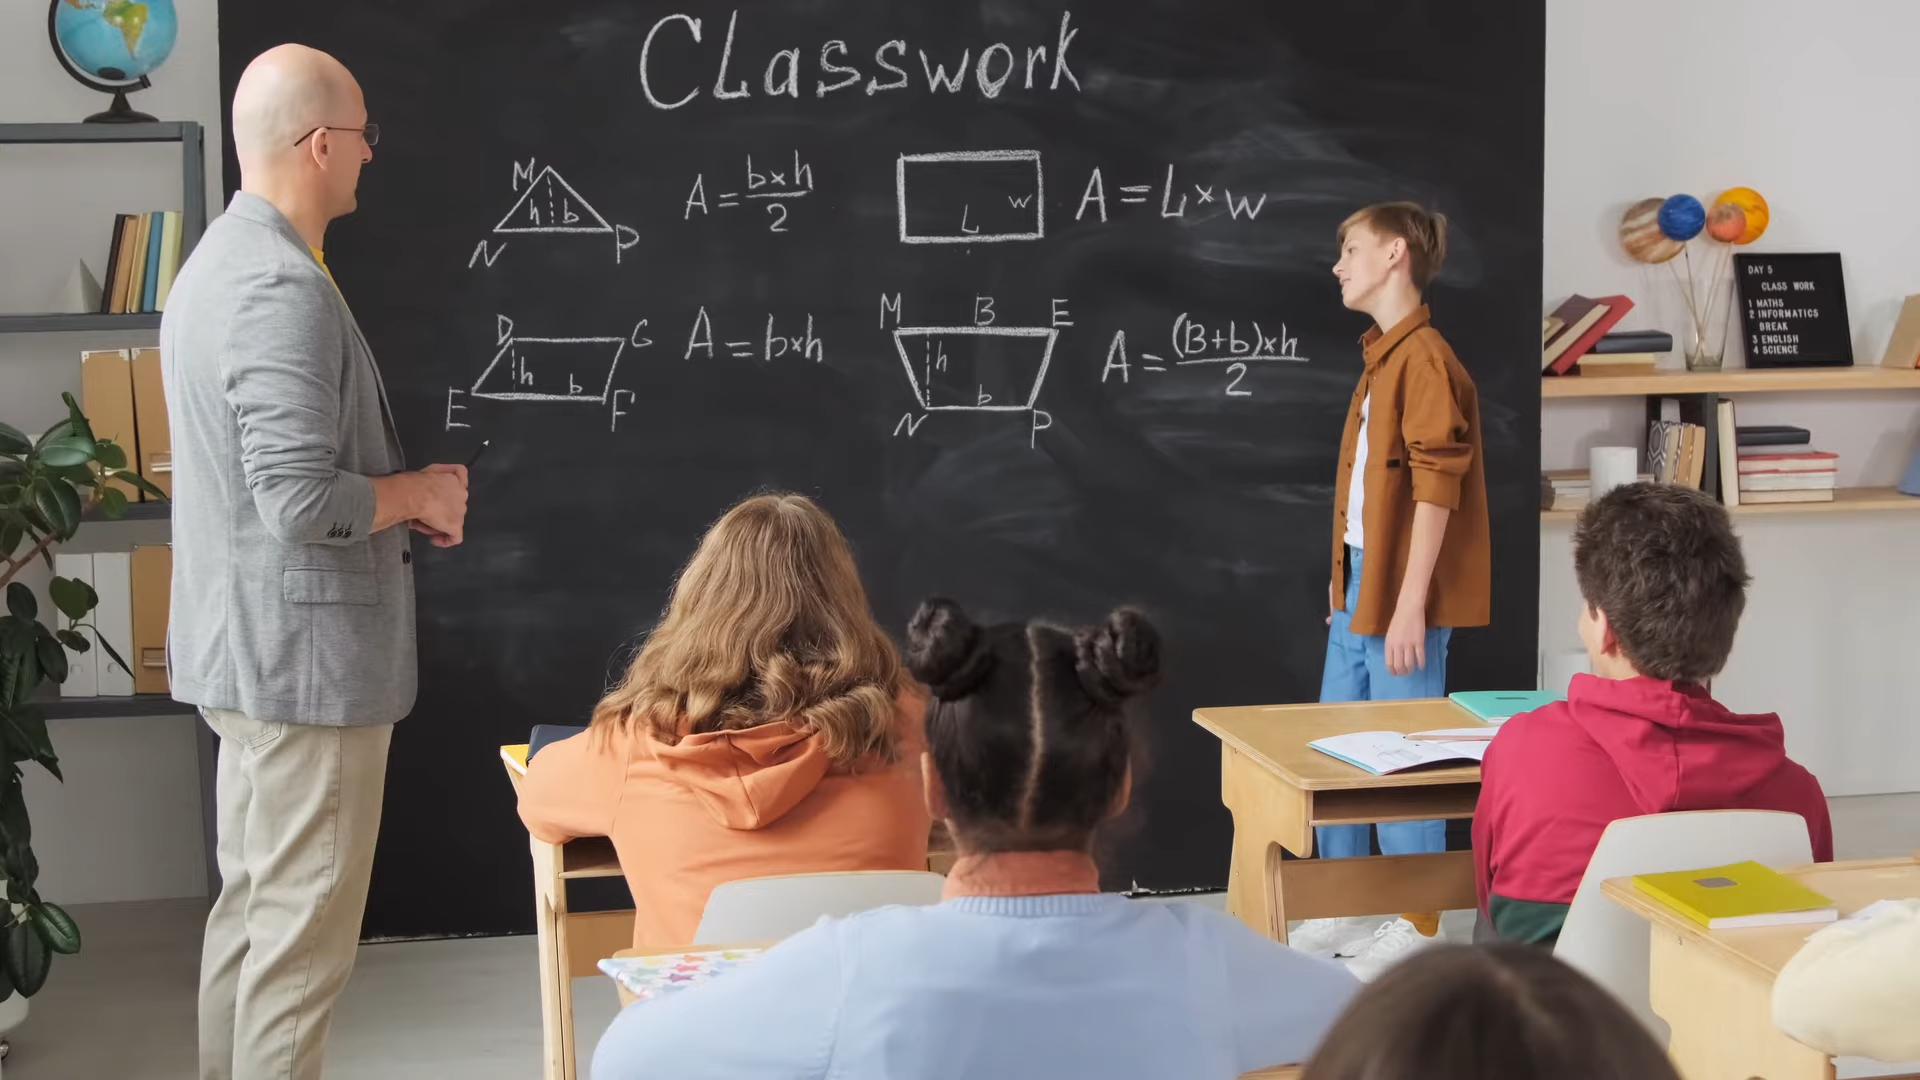 Classwork
M
h b
N P
A = b×h / 2
L w
A = L×w
D G
h b
E F
A = b×h
M B E
h
b
N P
A = (B+b)×h / 2
DAY 5
CLASS WORK
1 MATHS
2 INFORMATICS
BREAK
3 ENGLISH
4 SCIENCE